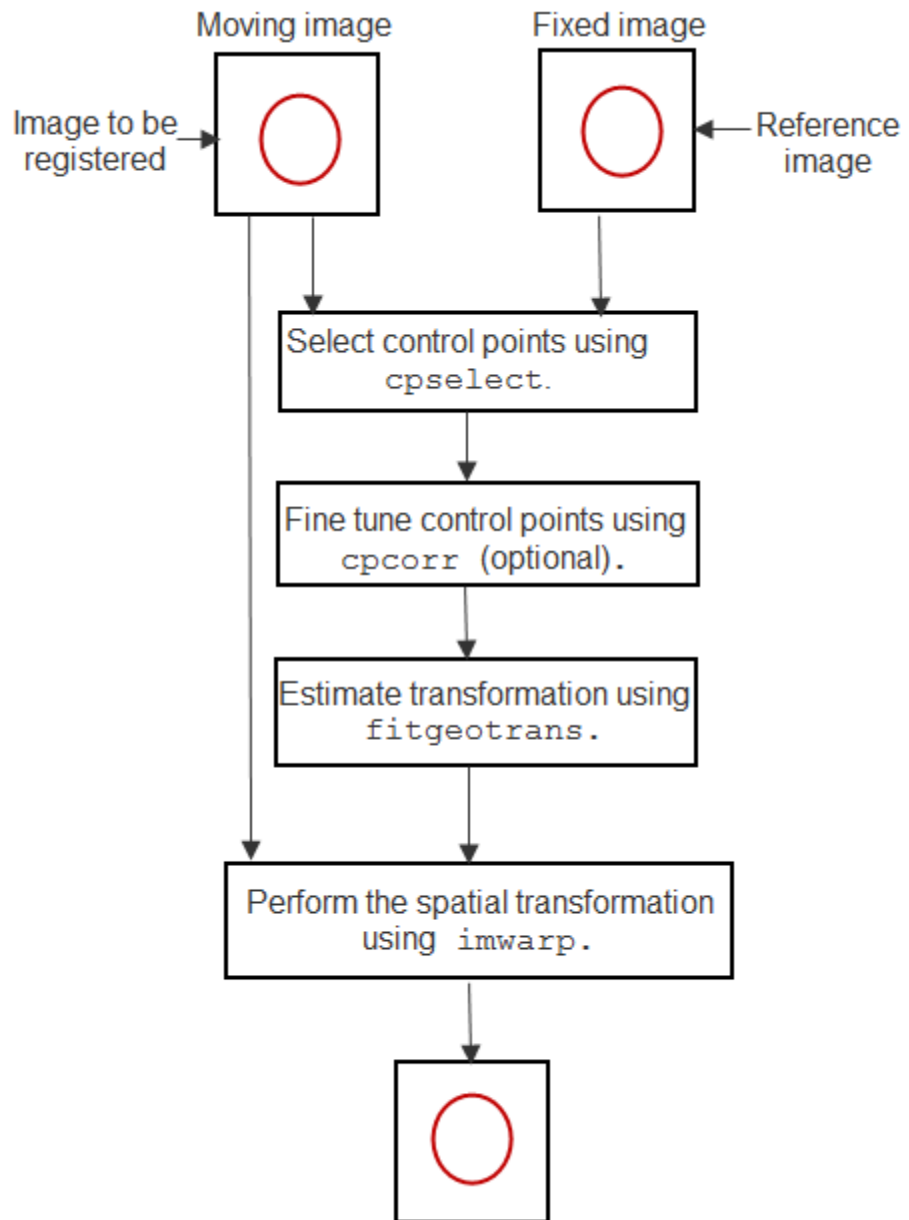 Moving image
Fixed image
Image to be
registered
Reference
image
Select control points using
cpselect.
Fine tune control points using
cpcorr (optional).
Estimate transformation using
fitgeotrans.
Perform the spatial transformation
using imwarp.